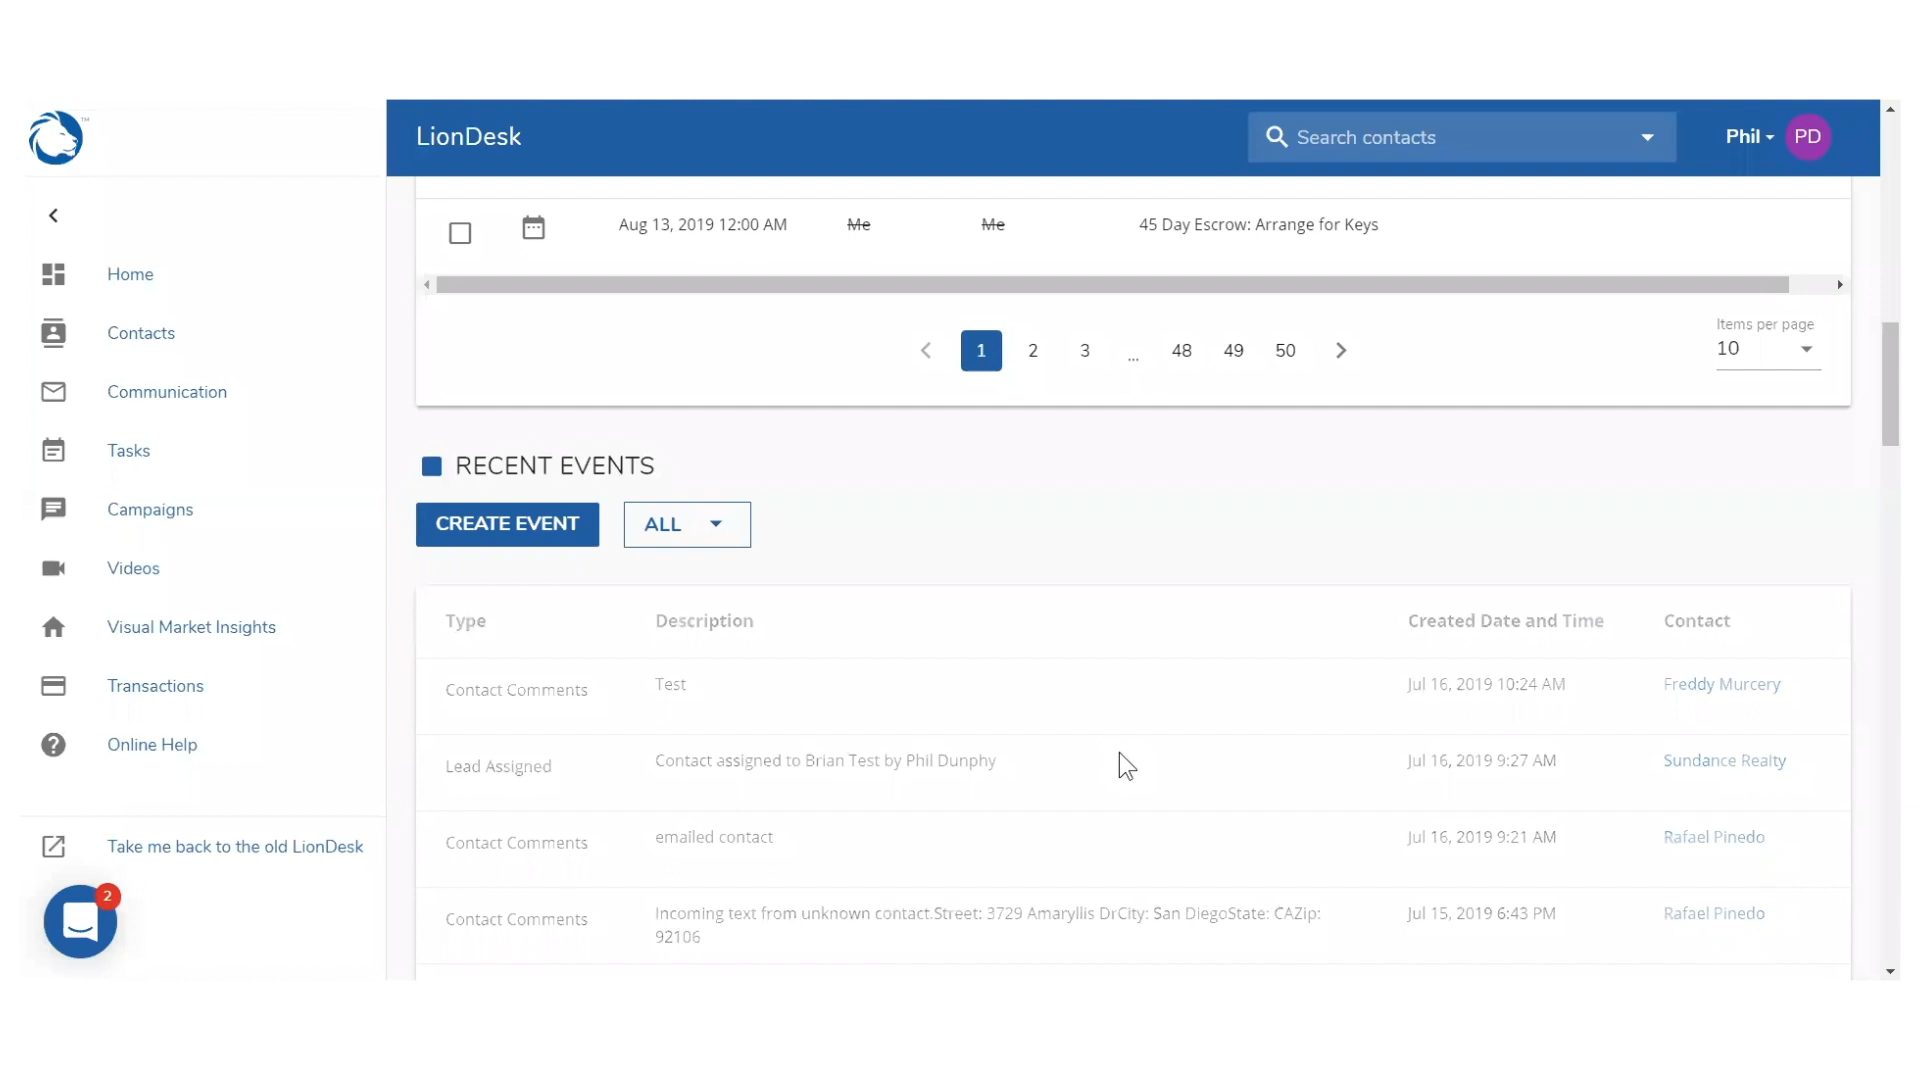 ™
LionDesk
Search contacts
Phil
PD
Aug 13, 2019 12:00 AM Me Me 45 Day Escrow: Arrange for Keys
Home
Contacts
Communication
Tasks
Campaigns
Videos
Visual Market Insights
Transactions
Online Help
Take me back to the old LionDesk
2
1 2 3 ... 48 49 50
Items per page
10
RECENT EVENTS
CREATE EVENT
ALL
Type Description Created Date and Time Contact
Contact Comments Test Jul 16, 2019 10:24 AM Freddy Murcery
Lead Assigned Contact assigned to Brian Test by Phil Dunphy Jul 16, 2019 9:27 AM Sundance Realty
Contact Comments emailed contact Jul 16, 2019 9:21 AM Rafael Pinedo
Contact Comments Incoming text from unknown contact.Street: 3729 Amaryllis DrCity: San DiegoState: CAZip: Jul 15, 2019 6:43 PM Rafael Pinedo
92106